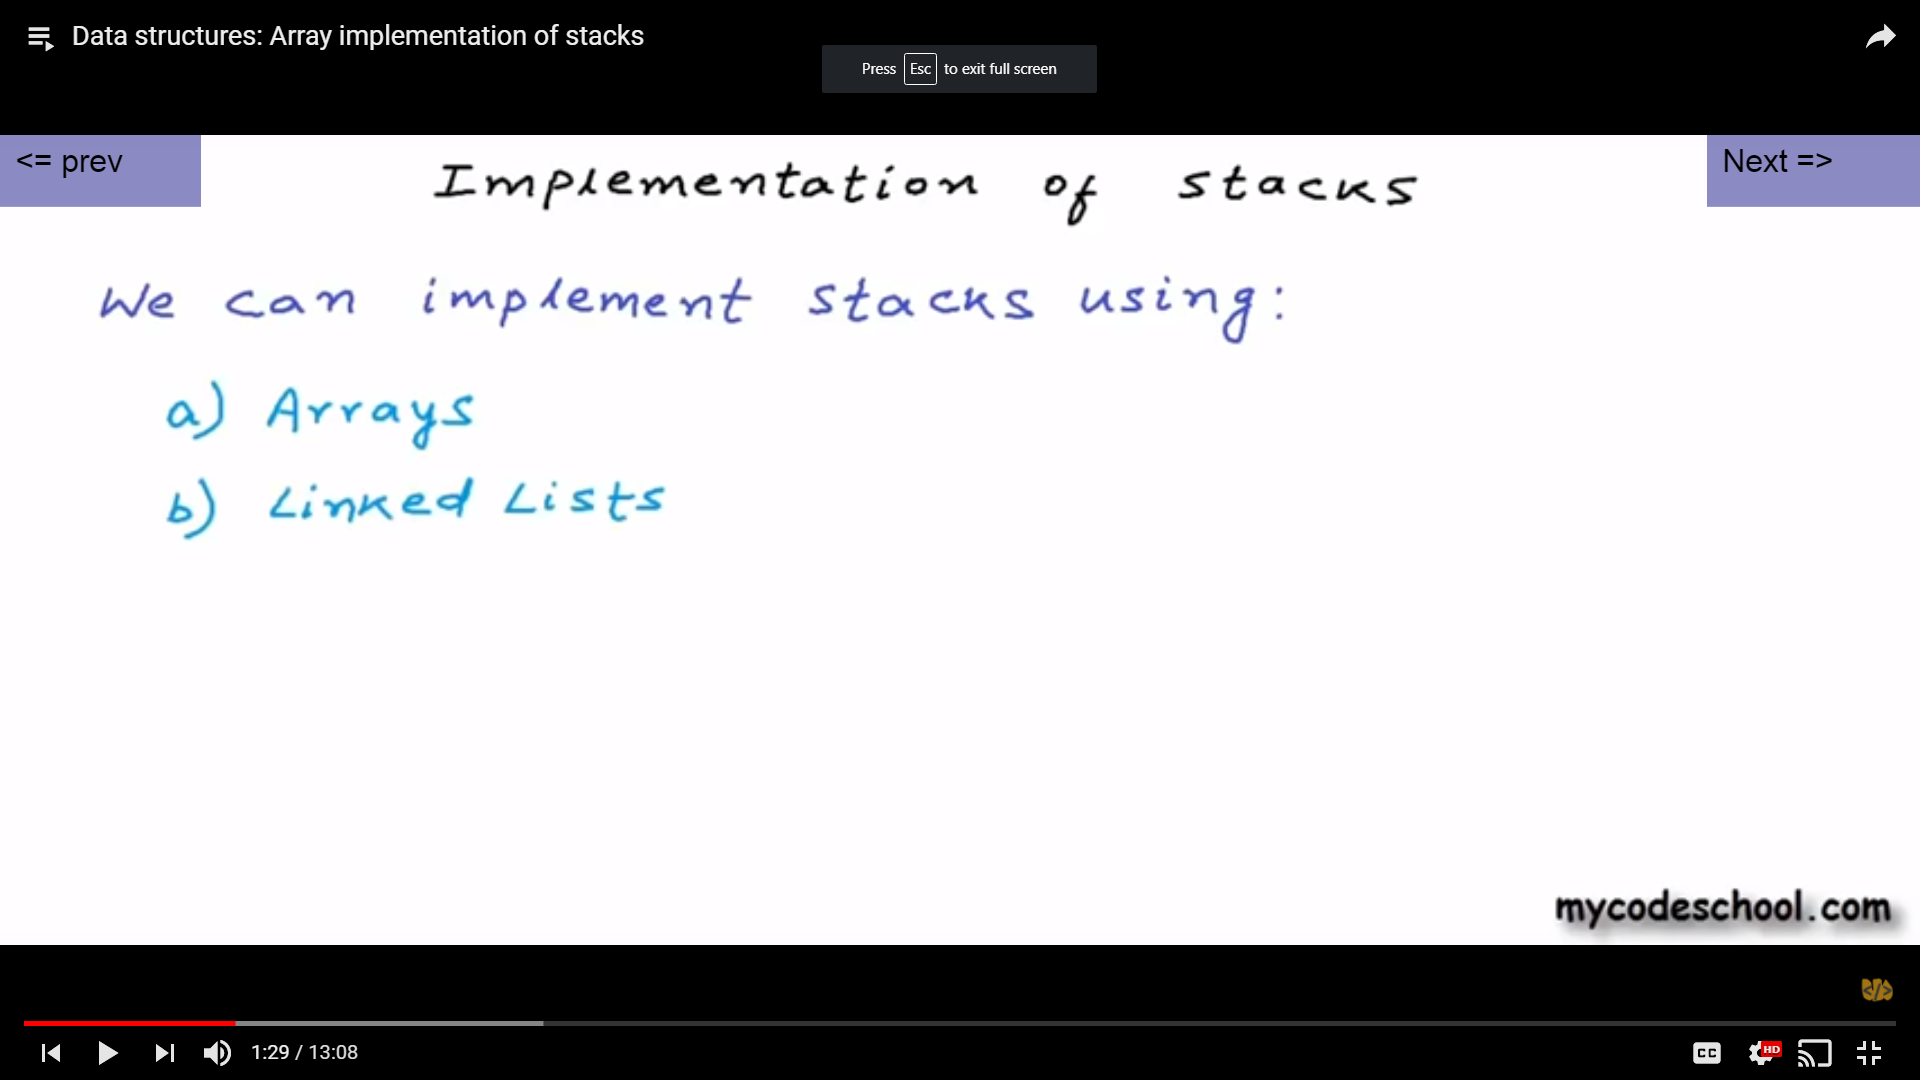 Data structures: Array implementation of stacks
Press Esc to exit full screen
<= prev
Next =>
Implementation of stacks
We can implement stacks using:
a) Arrays
b) Linked Lists
mycodeschool.com
</>
1:29 / 13:08
CC
HD